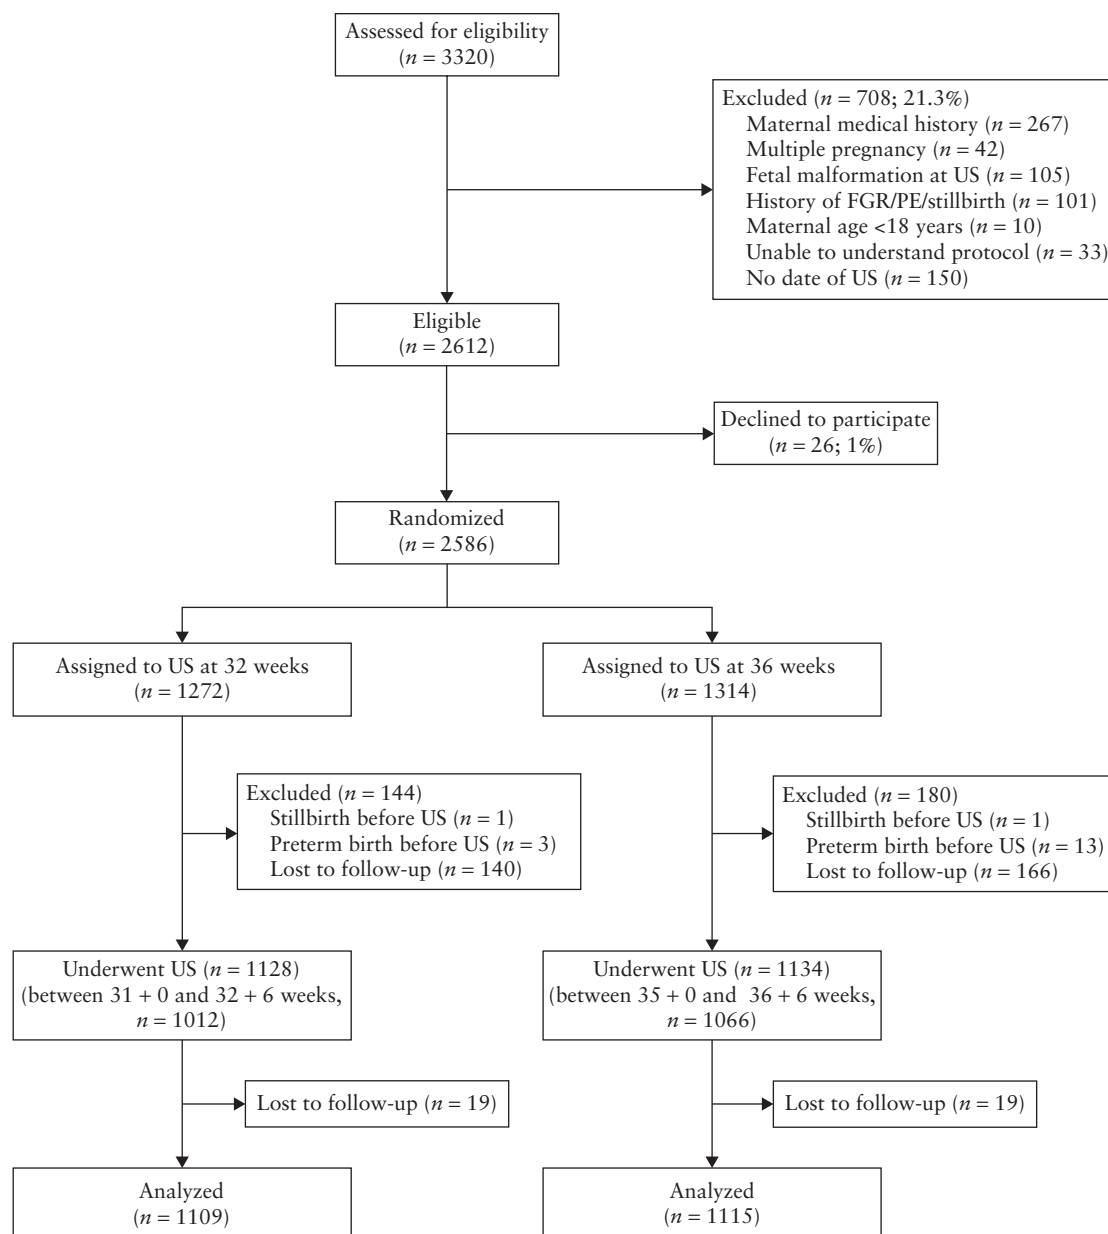 Assessed for eligibility
(n = 3320)
Excluded (n = 708; 21.3%)
Maternal medical history (n = 267)
Multiple pregnancy (n = 42)
Fetal malformation at US (n = 105)
History of FGR/PE/stillbirth (n = 101)
Maternal age <18 years (n = 10)
Unable to understand protocol (n = 33)
No date of US (n = 150)
Eligible
(n = 2612)
Declined to participate
(n = 26; 1%)
Randomized
(n = 2586)
Assigned to US at 32 weeks
(n = 1272)
Assigned to US at 36 weeks
(n = 1314)
Excluded (n = 144)
Stillbirth before US (n = 1)
Preterm birth before US (n = 3)
Lost to follow-up (n = 140)
Excluded (n = 180)
Stillbirth before US (n = 1)
Preterm birth before US (n = 13)
Lost to follow-up (n = 166)
Underwent US (n = 1128)
(between 31 + 0 and 32 + 6 weeks,
n = 1012)
Underwent US (n = 1134)
(between 35 + 0 and 36 + 6 weeks,
n = 1066)
Lost to follow-up (n = 19)
Lost to follow-up (n = 19)
Analyzed
(n = 1109)
Analyzed
(n = 1115)